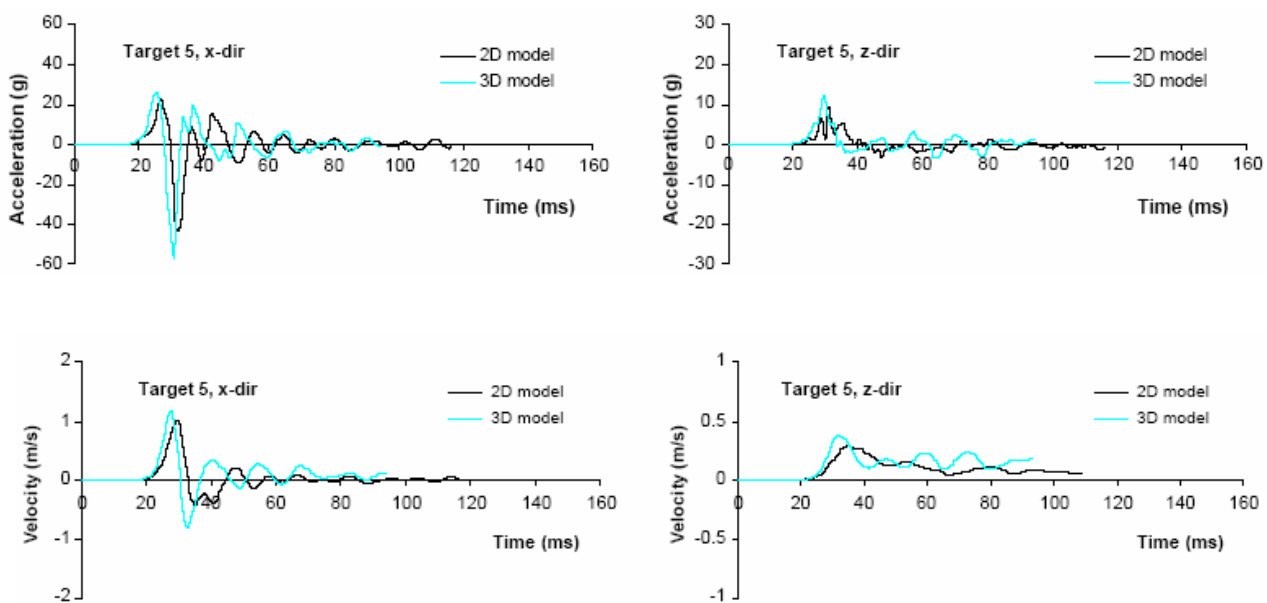 60
40
20
0
-20
-40
-60
Acceleration (g)
Target 5, x-dir
2D model
3D model
20 40 60 80 100 120 140 160
Time (ms)
30
20
10
0
-10
-20
-30
Acceleration (g)
Target 5, z-dir
2D model
3D model
0 20 40 60 80 100 120 140 160
Time (ms)
2
1
0
-1
-2
Velocity (m/s)
Target 5, x-dir
2D model
3D model
0 20 40 60 80 100 120 140 160
Time (ms)
1
0.5
0
-0.5
-1
Velocity (m/s)
Target 5, z-dir
2D model
3D model
0 20 40 60 80 100 120 140 160
Time (ms)